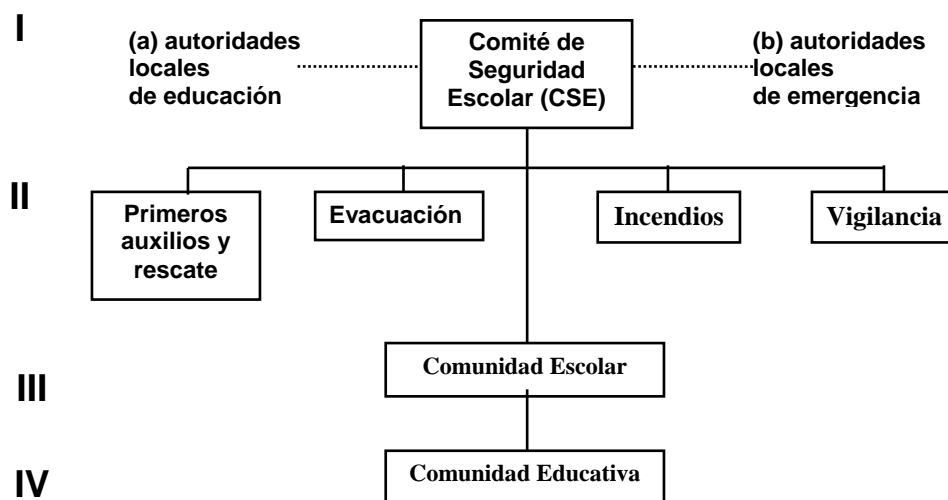 I
(a) autoridades
locales
de educación
Comité de
Seguridad
Escolar (CSE)
(b) autoridades
locales
de emergencia
II
Primeros
auxilios y
rescate
Evacuación
Incendios
Vigilancia
III
Comunidad Escolar
IV
Comunidad Educativa